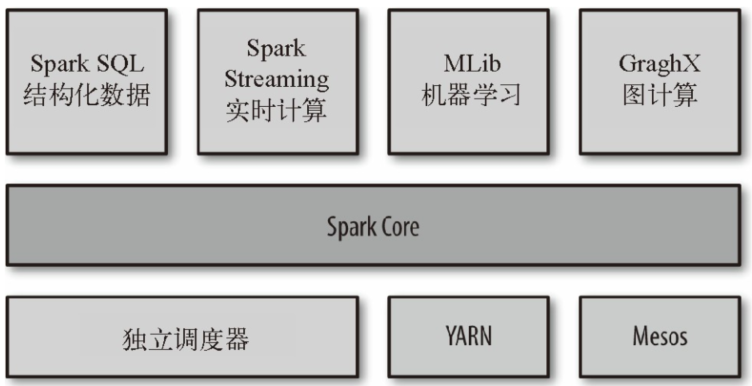 Spark SQL
结构化数据
Spark
Streaming
实时计算
MLib
机器学习
GraghX
图计算
Spark Core
独立调度器
YARN
Mesos